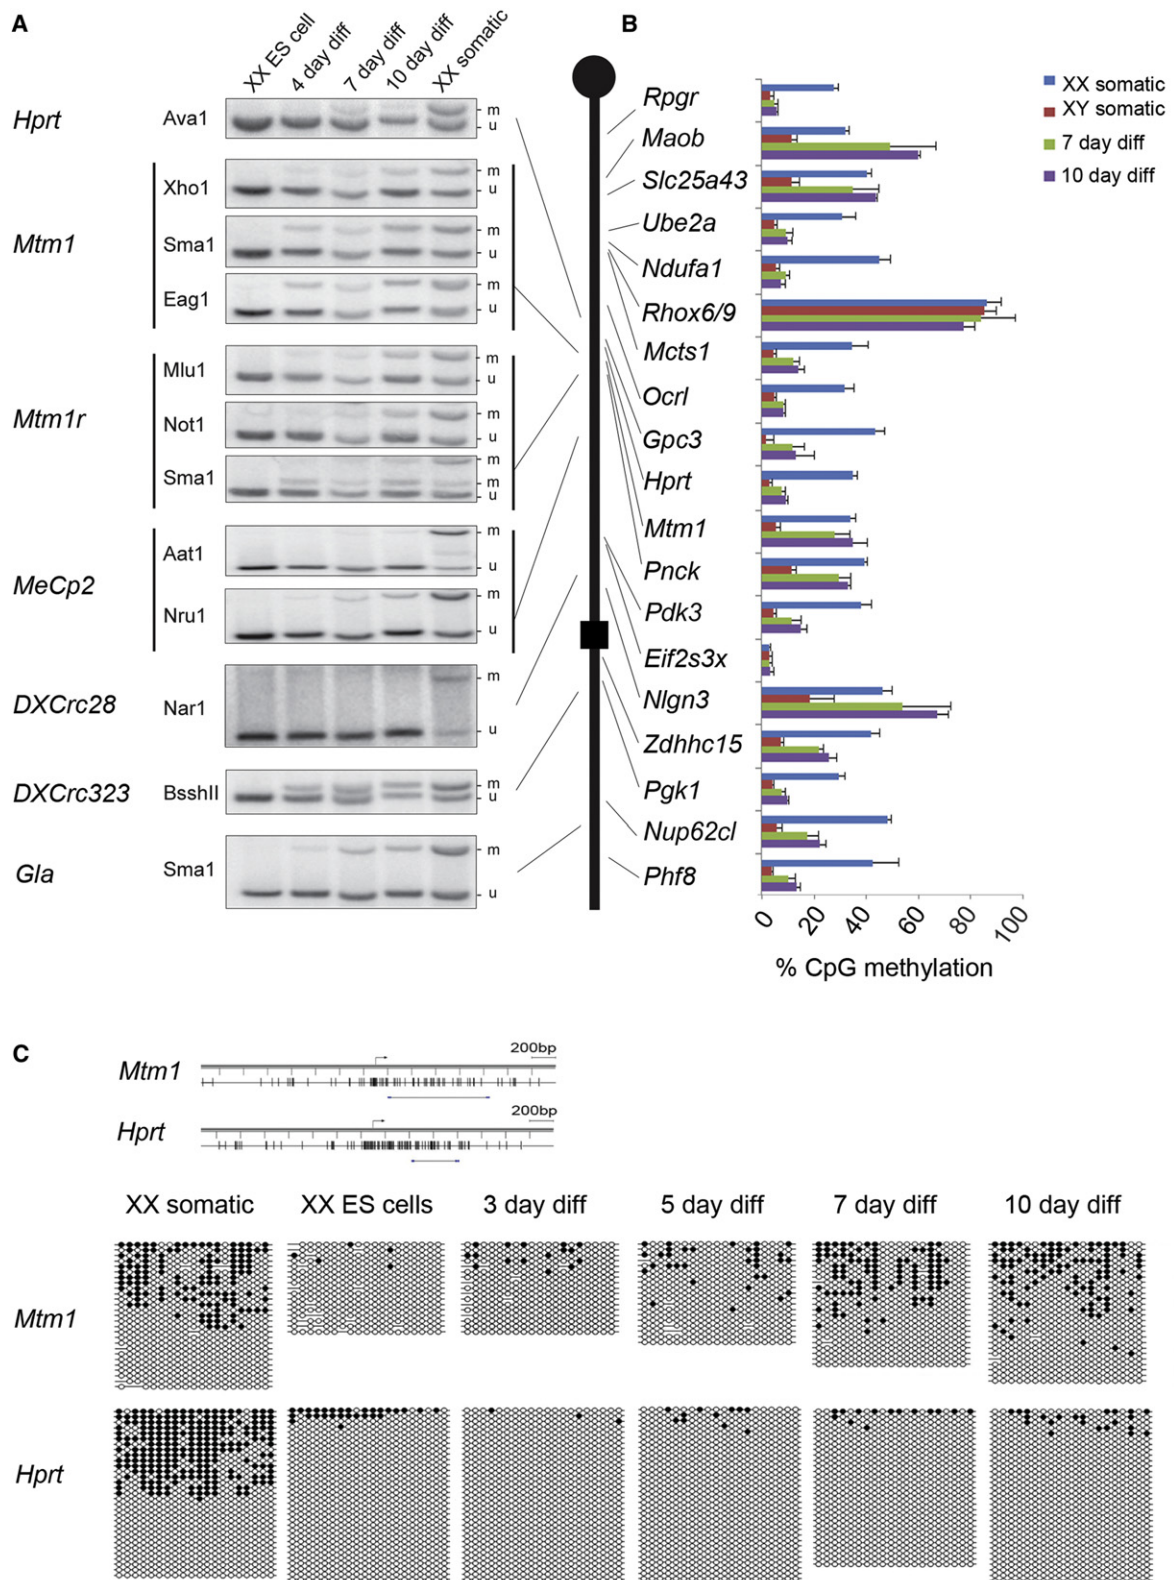 A
XX ES cell
4 day diff
7 day diff
10 day diff
XX somatic
Hprt
Ava1
m
u
Mtm1
Xho1
m
u
Sma1
m
u
Eag1
m
u
Mtm1r
Mlu1
m
u
Not1
m
u
Sma1
m
u
MeCp2
Aat1
m
u
Nru1
m
u
DXCrc28
Nar1
m
u
DXCrc323
BsshII
m
u
Gla
Sma1
m
u
B
Rpgr
Maob
Slc25a43
Ube2a
Ndufa1
Rhox6/9
Mcts1
Ocrl
Gpc3
Hprt
Mtm1
Pnck
Pdk3
Eif2s3x
Nlgn3
Zdhhc15
Pgk1
Nup62cl
Phf8
XX somatic
XY somatic
7 day diff
10 day diff
0
20
40
60
80
100
% CpG methylation
C
200bp
Mtm1
200bp
Hprt
XX somatic
XX ES cells
3 day diff
5 day diff
7 day diff
10 day diff
Mtm1
Hprt